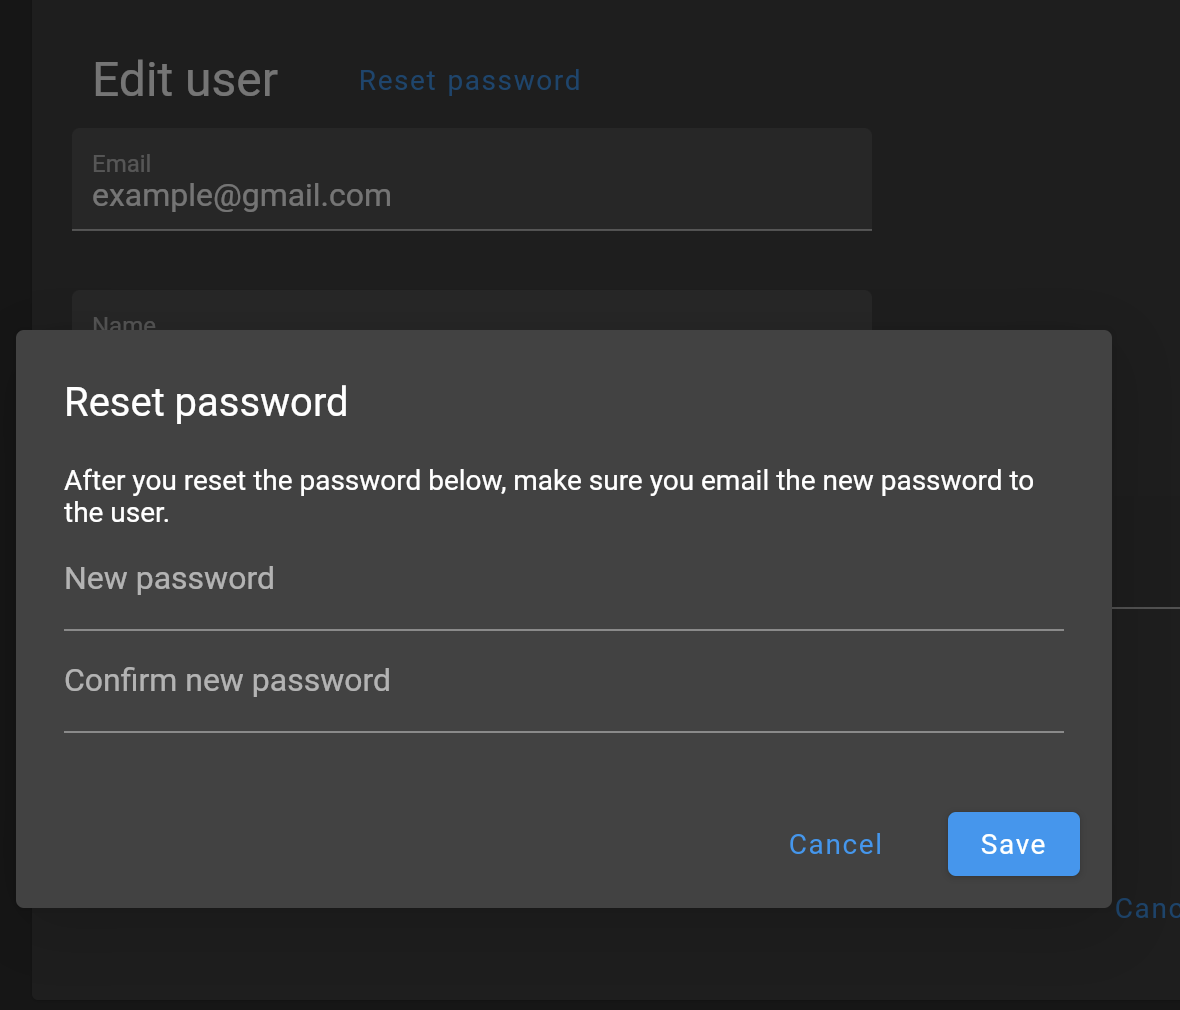 Edit user
Reset password
Email
example@gmail.com
Name
Reset password
After you reset the password below, make sure you email the new password to
the user.
New password
Confirm new password
Cancel
Save
Canc